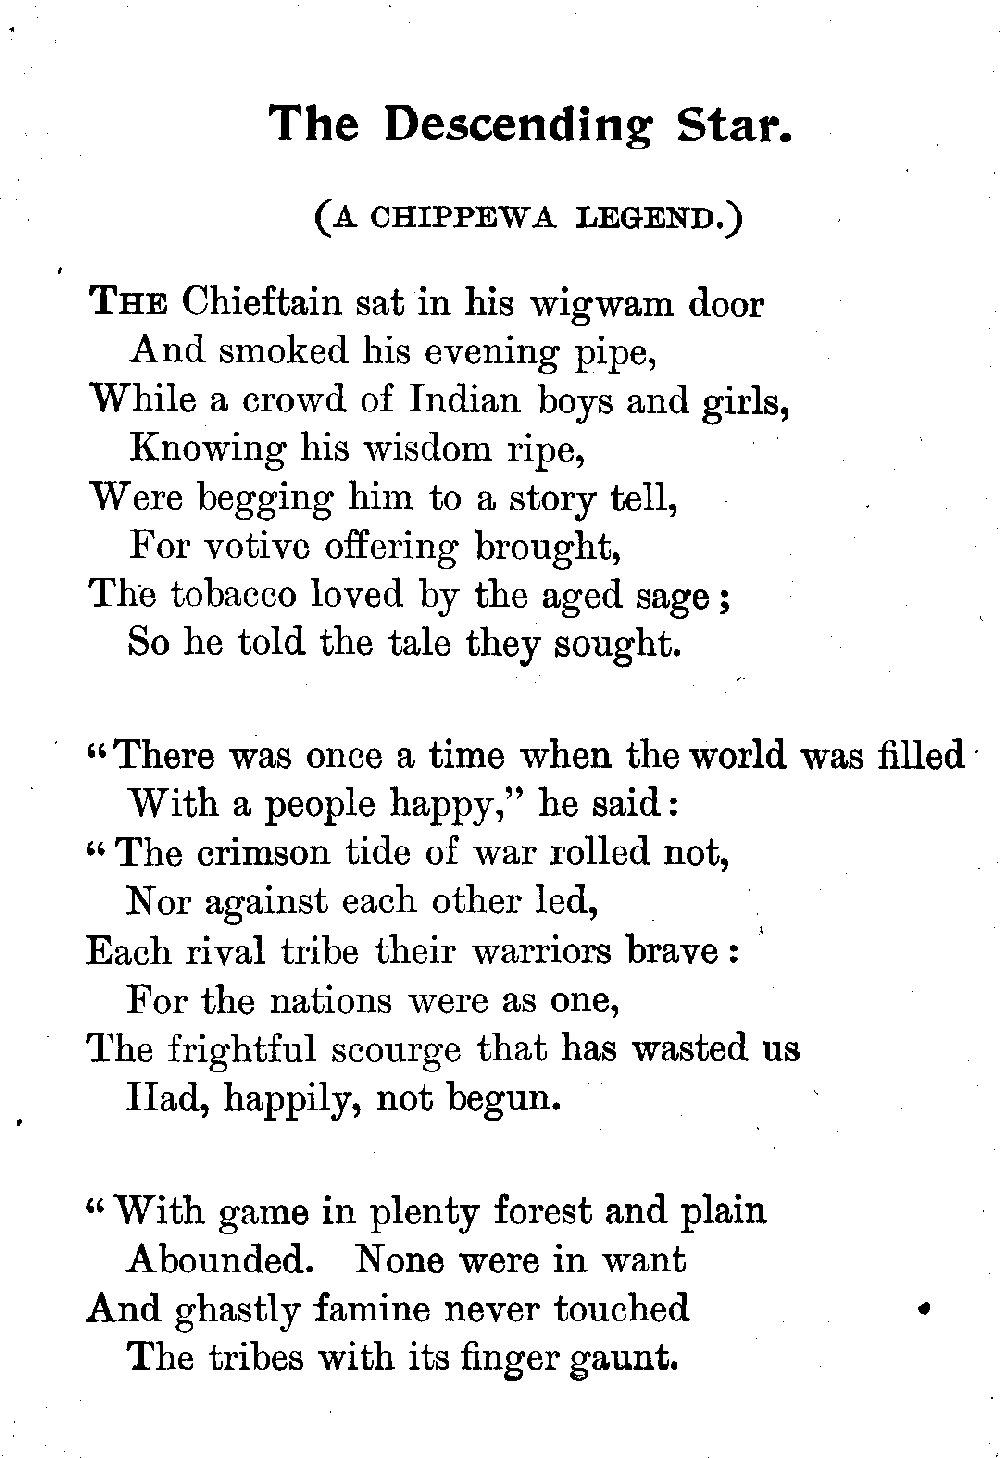 The Descending Star.
(A CHIPPEWA LEGEND.)
THE Chieftain sat in his wigwam door
And smoked his evening pipe,
While a crowd of Indian boys and girls,
Knowing his wisdom ripe,
Were begging him to a story tell,
For votive offering brought,
The tobacco loved by the aged sage;
So he told the tale they sought.
"There was once a time when the world was filled
With a people happy," he said:
"The crimson tide of war rolled not,
Nor against each other led,
Each rival tribe their warriors brave:
For the nations were as one,
The frightful scourge that has wasted us
Had, happily, not begun.
"With game in plenty forest and plain
Abounded. None were in want
And ghastly famine never touched
The tribes with its finger gaunt.